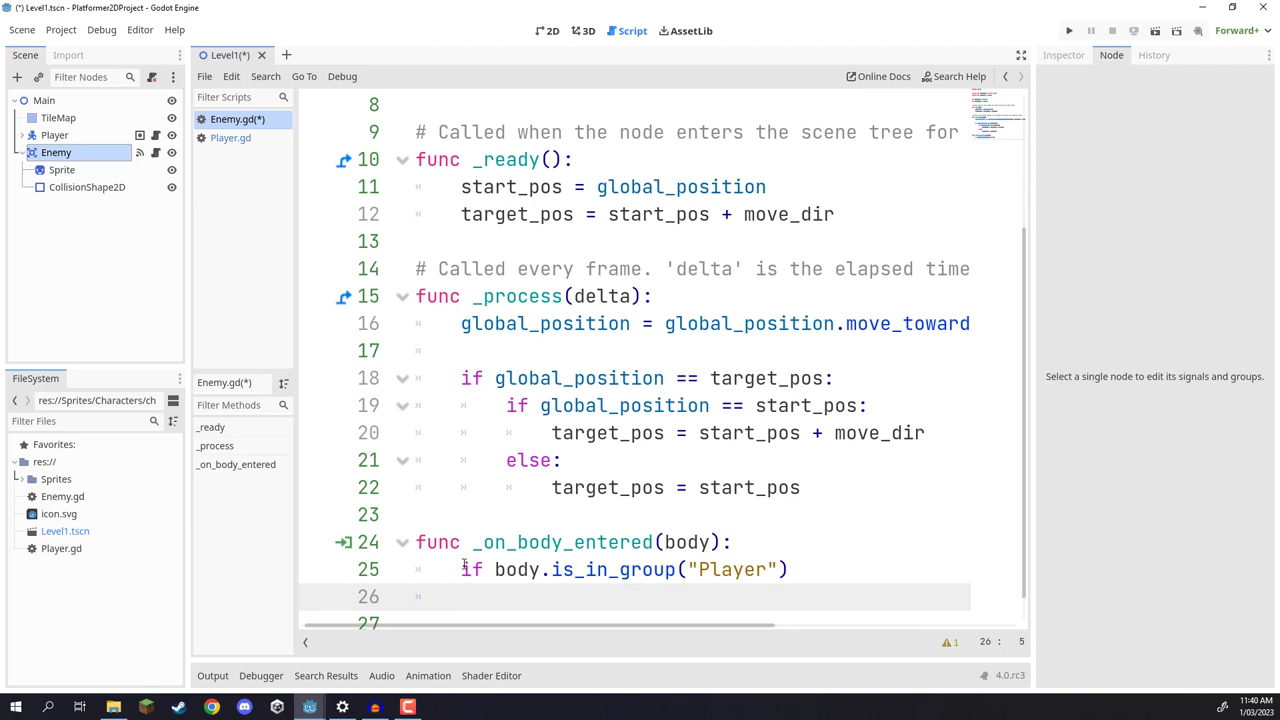 (*) Level1.tscn - Platformer2DProject - Godot Engine
Scene Project Debug Editor Help
2D 3D Script AssetLib
Forward+
Scene Import
Level1(*)
Inspector Node History
Filter Nodes
File Edit Search Go To Debug
Online Docs Search Help
Filter Scripts
Main
TileMap
Player
Enemy
Sprite
CollisionShape2D
Enemy.gd(*)
Player.gd
8
9 # Called when the node enters the scene tree for
10 func _ready():
11 start_pos = global_position
12 target_pos = start_pos + move_dir
13
14 # Called every frame. 'delta' is the elapsed time
15 func _process(delta):
16 global_position = global_position.move_toward
17
18 if global_position == target_pos:
19 if global_position == start_pos:
20 target_pos = start_pos + move_dir
21 else:
22 target_pos = start_pos
23
24 func _on_body_entered(body):
25 if body.is_in_group("Player")
26
27
Select a single node to edit its signals and groups.
FileSystem
res://Sprites/Characters/ch
Filter Files
Favorites:
res://
Sprites
Enemy.gd
icon.svg
Level1.tscn
Player.gd
Enemy.gd(*)
Filter Methods
_ready
_process
_on_body_entered
1 26 : 5
Output Debugger Search Results Audio Animation Shader Editor
4.0.rc3
11:40 AM
1/03/2023